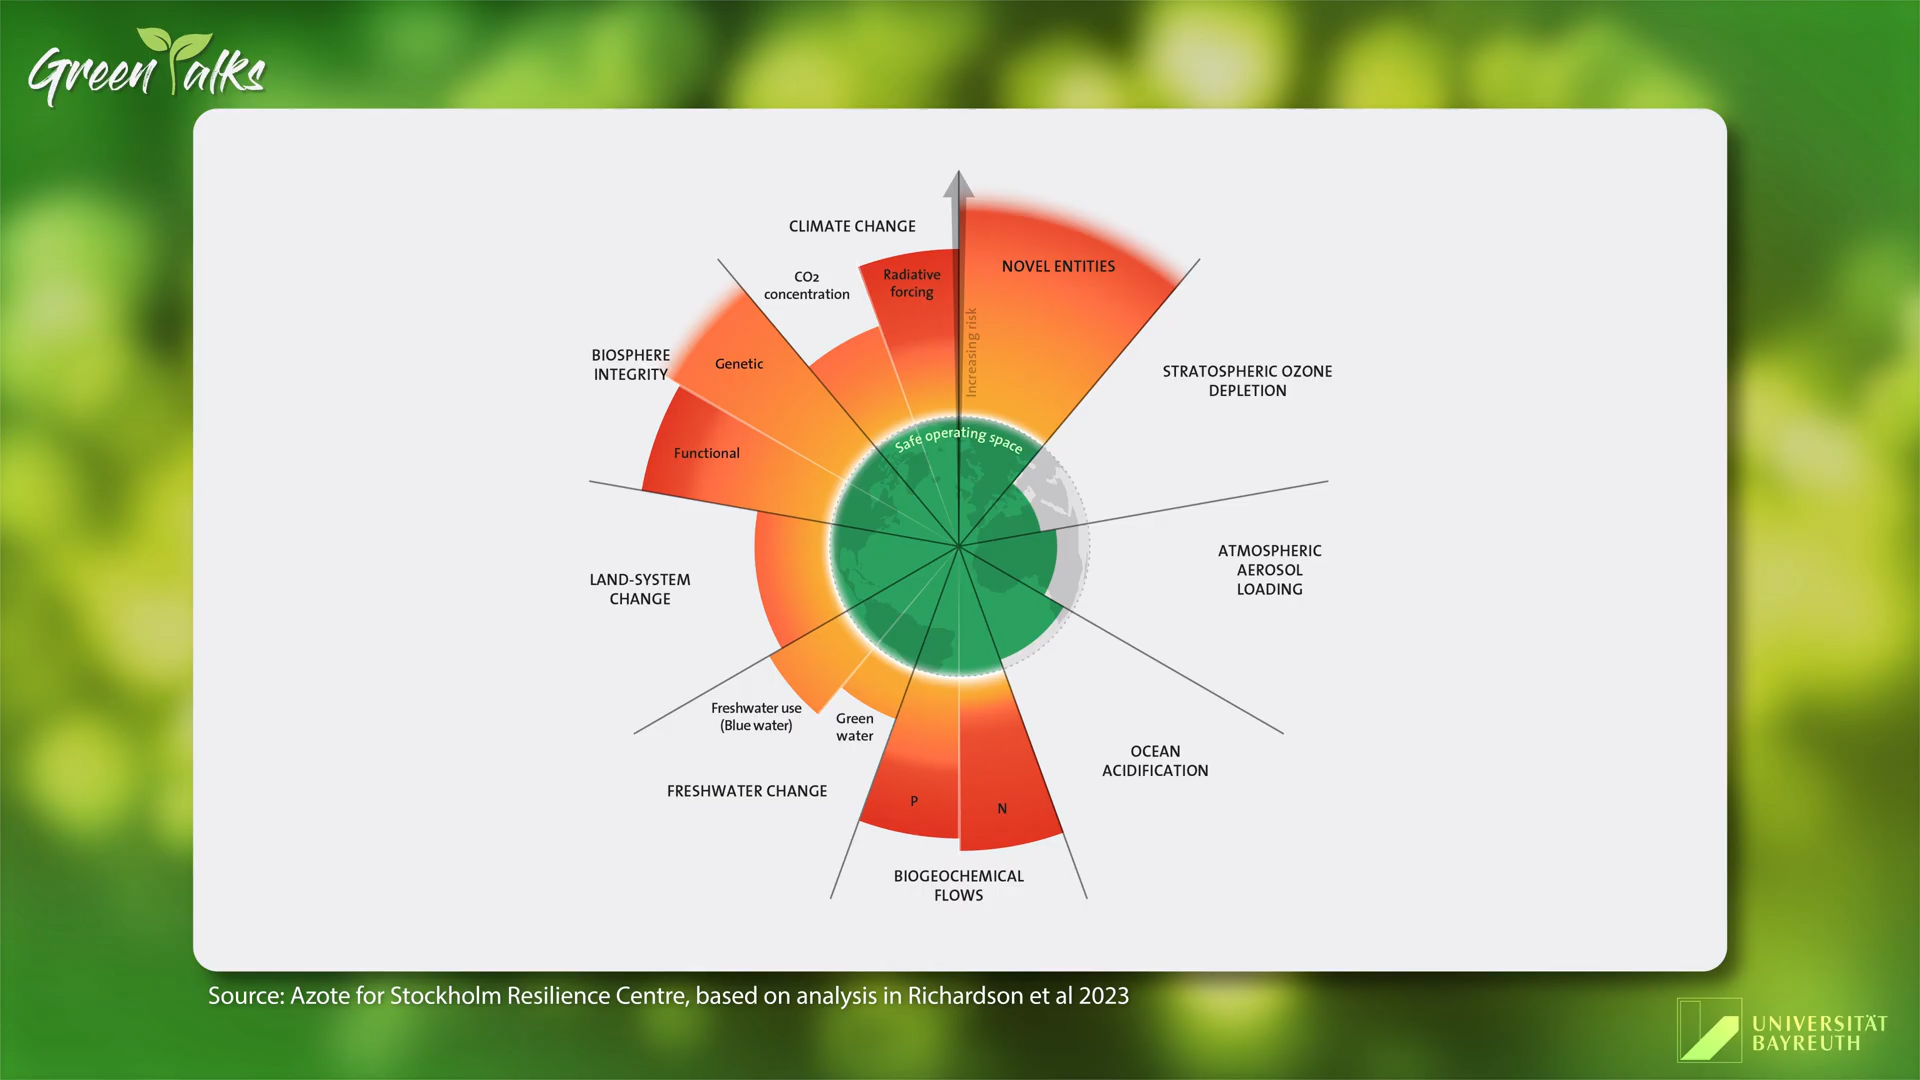 Green Talks
CLIMATE CHANGE
CO2
concentration
Radiative
forcing
NOVEL ENTITIES
Increasing risk
BIOSPHERE
INTEGRITY
Genetic
Functional
STRATOSPHERIC OZONE
DEPLETION
Safe operating space
ATMOSPHERIC
AEROSOL
LOADING
LAND-SYSTEM
CHANGE
Freshwater use
(Blue water)
Green
water
FRESHWATER CHANGE
OCEAN
ACIDIFICATION
P
N
BIOGEOCHEMICAL
FLOWS
Source: Azote for Stockholm Resilience Centre, based on analysis in Richardson et al 2023
UNIVERSITÄT
BAYREUTH